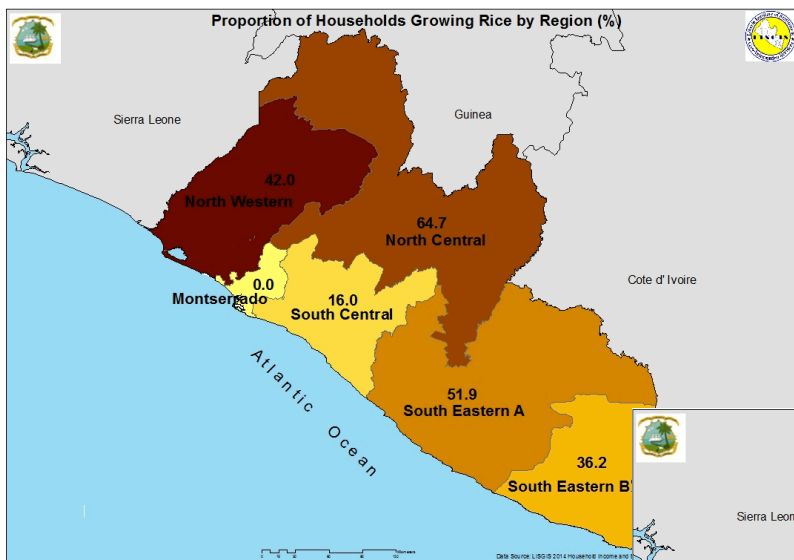 Proportion of Households Growing Rice by Region (%)
LISGIS
Sierra Leone
Guinea
42.0
North Western
64.7
North Central
Cote d' Ivoire
0.0
Montserrado
16.0
South Central
Atlantic Ocean
51.9
South Eastern A
36.2
South Eastern B
Sierra Leon
Data Source: LISGIS 2014 Household Income and